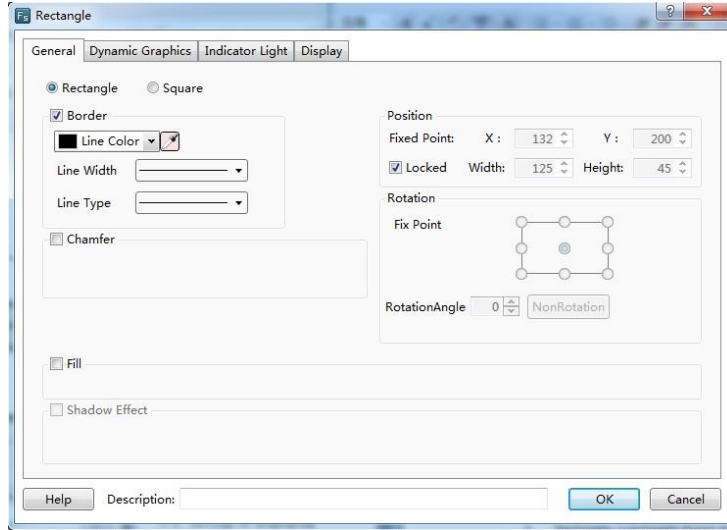 Fs Rectangle
General Dynamic Graphics Indicator Light Display
Rectangle Square
Border
Line Color
Line Width
Line Type
Chamfer
Position
Fixed Point: X : 132 Y : 200
Locked Width: 125 Height: 45
Rotation
Fix Point
RotationAngle 0 NonRotation
Fill
Shadow Effect
Help Description: OK Cancel